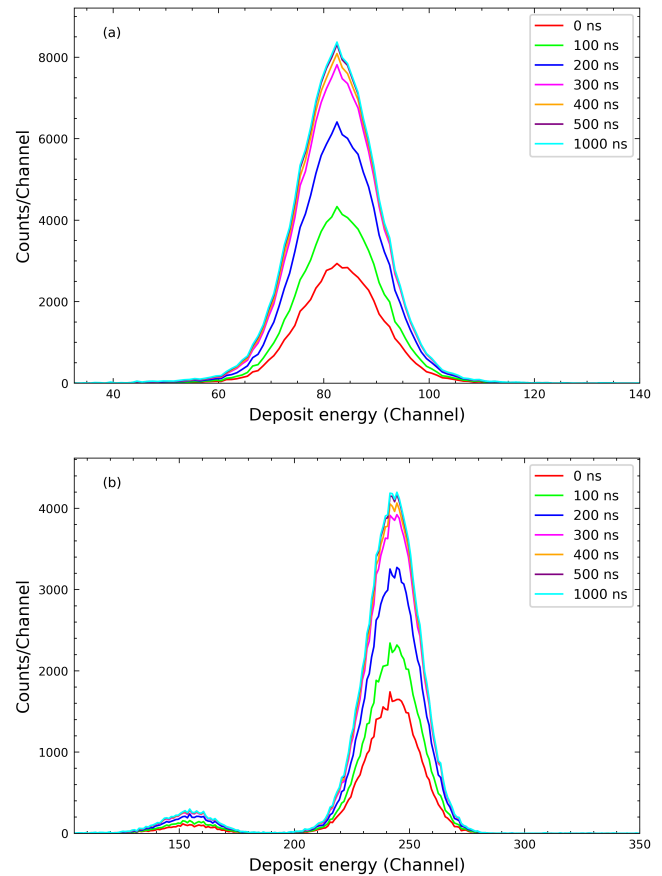 (a)
0 ns
100 ns
200 ns
300 ns
400 ns
500 ns
1000 ns
8000
6000
4000
2000
0
Counts/Channel
40 60 80 100 120 140
Deposit energy (Channel)
(b)
0 ns
100 ns
200 ns
300 ns
400 ns
500 ns
1000 ns
4000
3000
2000
1000
0
Counts/Channel
150 200 250 300 350
Deposit energy (Channel)